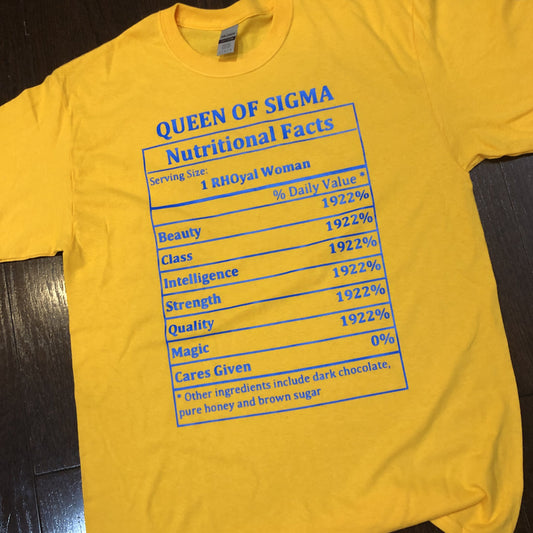 QUEEN OF SIGMA
Nutritional Facts
Serving Size:
1 RHOyal Woman
% Daily Value *
Beauty 1922%
Class 1922%
Intelligence 1922%
Strength 1922%
Quality 1922%
Magic 1922%
Cares Given 0%
* Other ingredients include dark chocolate,
pure honey and brown sugar